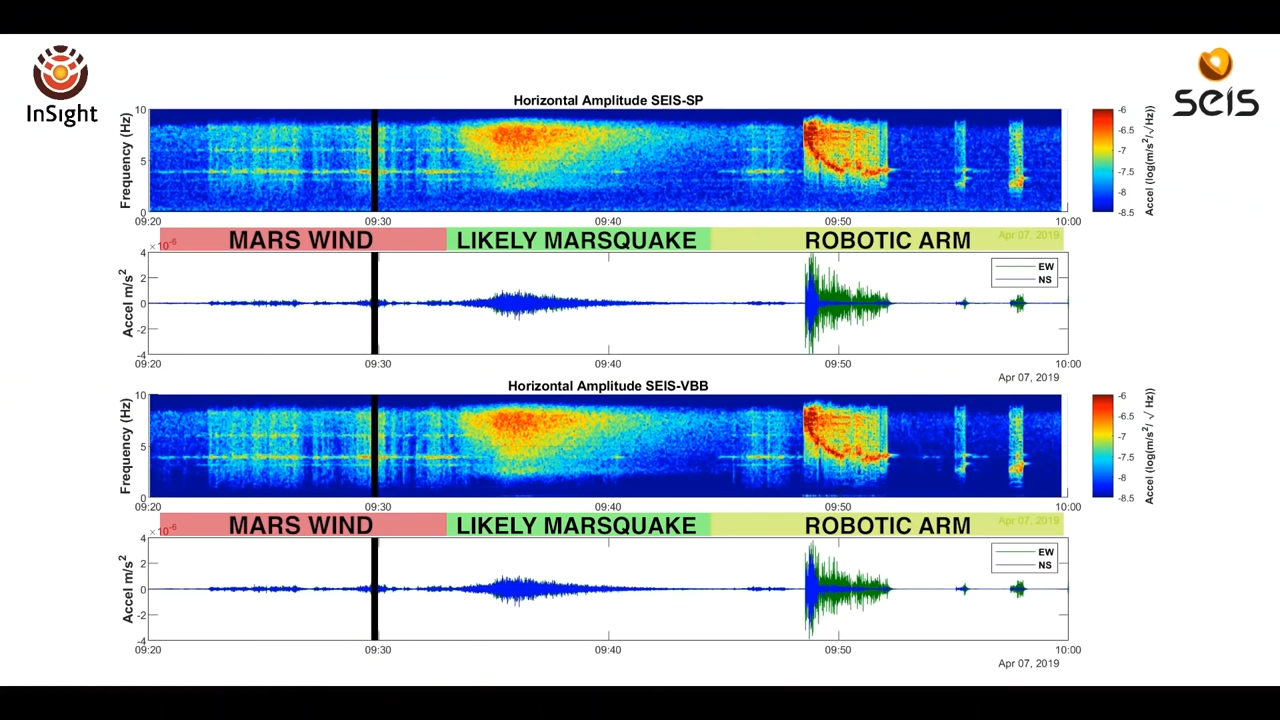 InSight
SEIS
Horizontal Amplitude SEIS-SP
Frequency (Hz)
10
5
0
09:20 09:30 09:40 09:50 10:00
Apr 07, 2019
-6
-6.5
-7
-7.5
-8
-8.5
Accel (log(m/s²/√Hz))
MARS WIND LIKELY MARSQUAKE ROBOTIC ARM
×10⁻⁶
Accel m/s²
4
2
0
-2
-4
EW
NS
09:20 09:30 09:40 09:50 10:00
Apr 07, 2019
Horizontal Amplitude SEIS-VBB
Frequency (Hz)
10
5
0
09:20 09:30 09:40 09:50 10:00
Apr 07, 2019
-6
-6.5
-7
-7.5
-8
-8.5
Accel (log(m/s²/√Hz))
MARS WIND LIKELY MARSQUAKE ROBOTIC ARM
×10⁻⁶
Accel m/s²
4
2
0
-2
-4
EW
NS
09:20 09:30 09:40 09:50 10:00
Apr 07, 2019